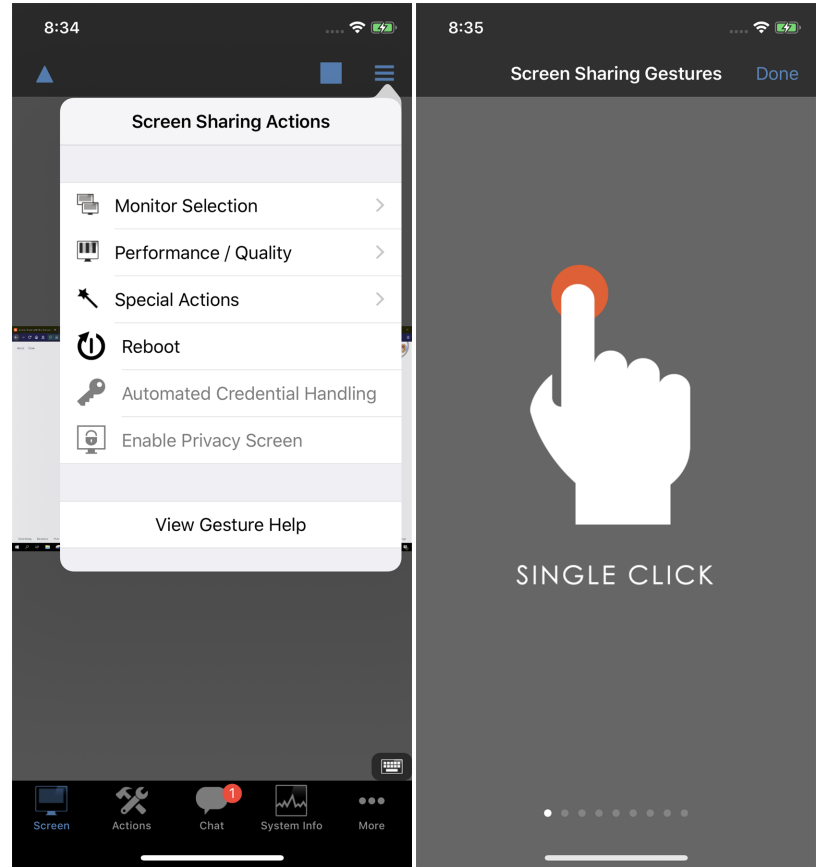 8:34
Screen Sharing Actions
Monitor Selection
Performance / Quality
Special Actions
Reboot
Automated Credential Handling
Enable Privacy Screen
View Gesture Help
1
Screen
Actions
Chat
System Info
More
8:35
Screen Sharing Gestures
Done
SINGLE CLICK